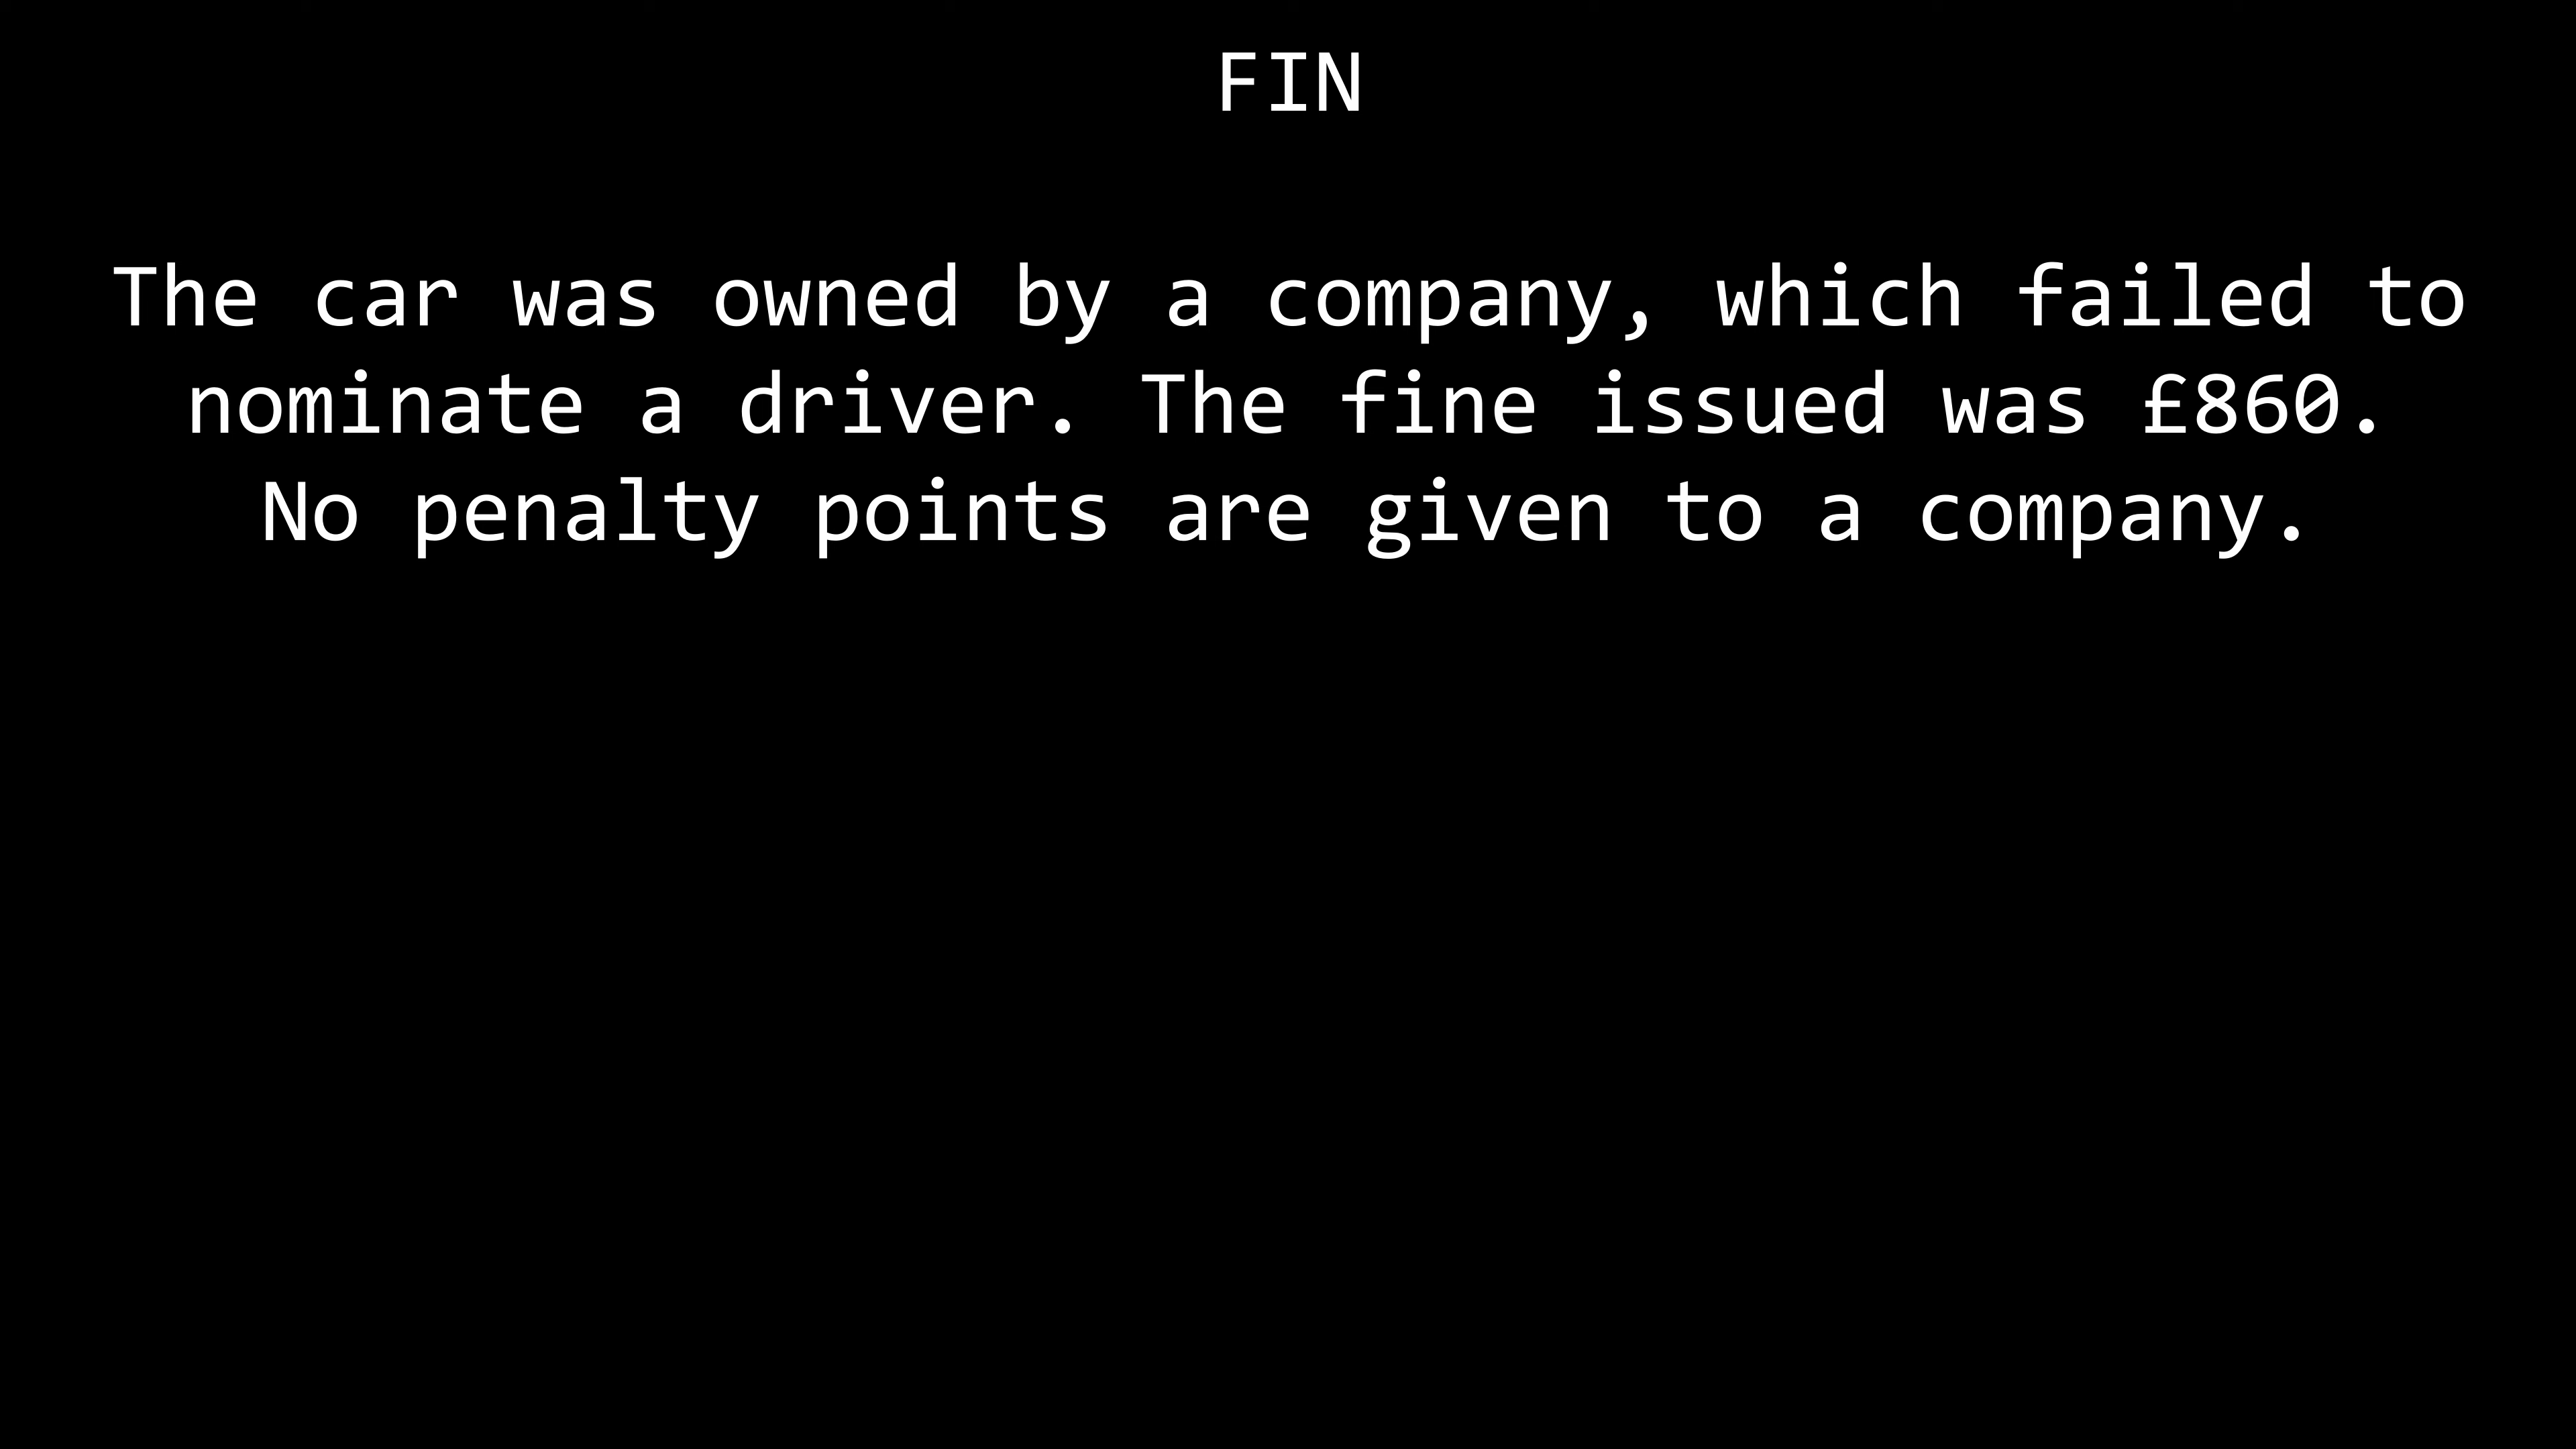 FIN
The car was owned by a company, which failed to
nominate a driver. The fine issued was £860.
No penalty points are given to a company.